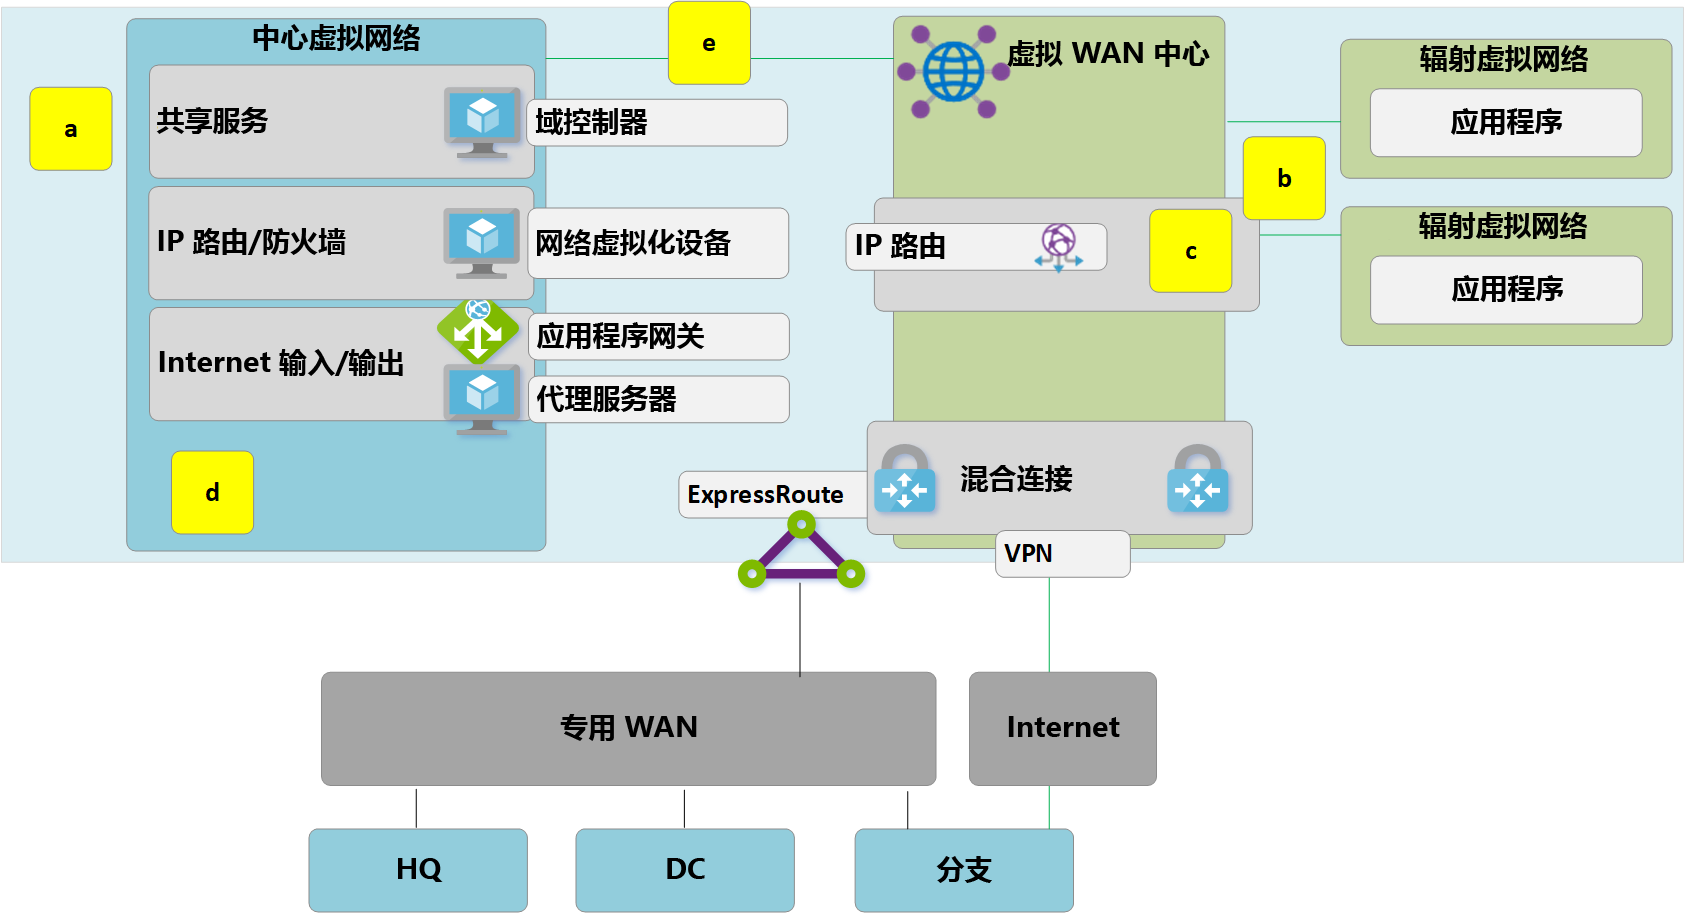 中心虚拟网络
e
虚拟 WAN 中心
辐射虚拟网络
应用程序
a
共享服务
域控制器
b
IP 路由/防火墙
网络虚拟化设备
IP 路由
c
辐射虚拟网络
应用程序
Internet 输入/输出
应用程序网关
代理服务器
d
ExpressRoute
混合连接
VPN
专用 WAN
Internet
HQ
DC
分支